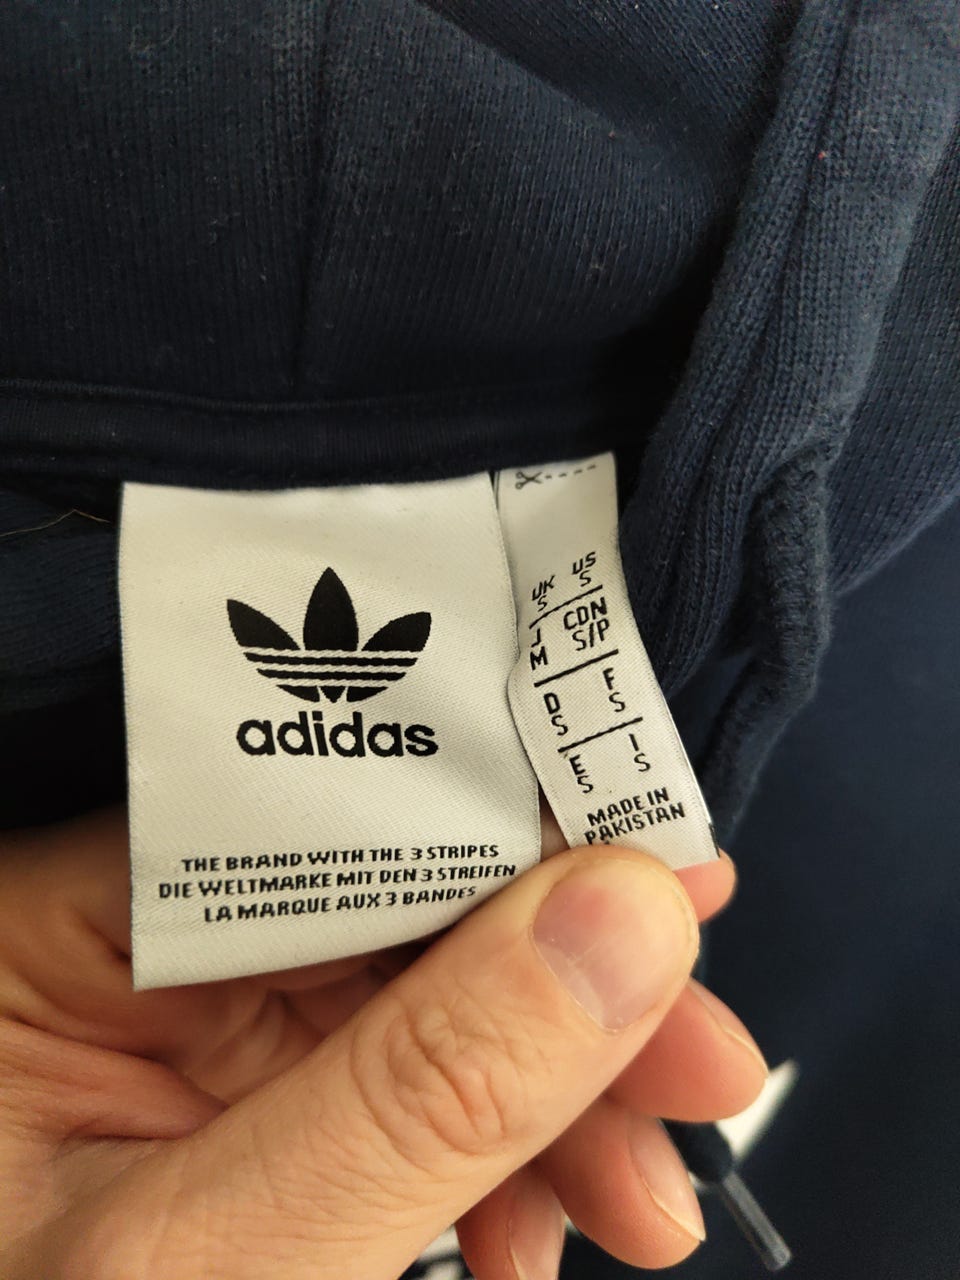 adidas
THE BRAND WITH THE 3 STRIPES
DIE WELTMARKE MIT DEN 3 STREIFEN
LA MARQUE AUX 3 BANDES
UK US
S S
J CDN
M S/P
D F
S S
ES I
S S
MADE IN
PAKISTAN